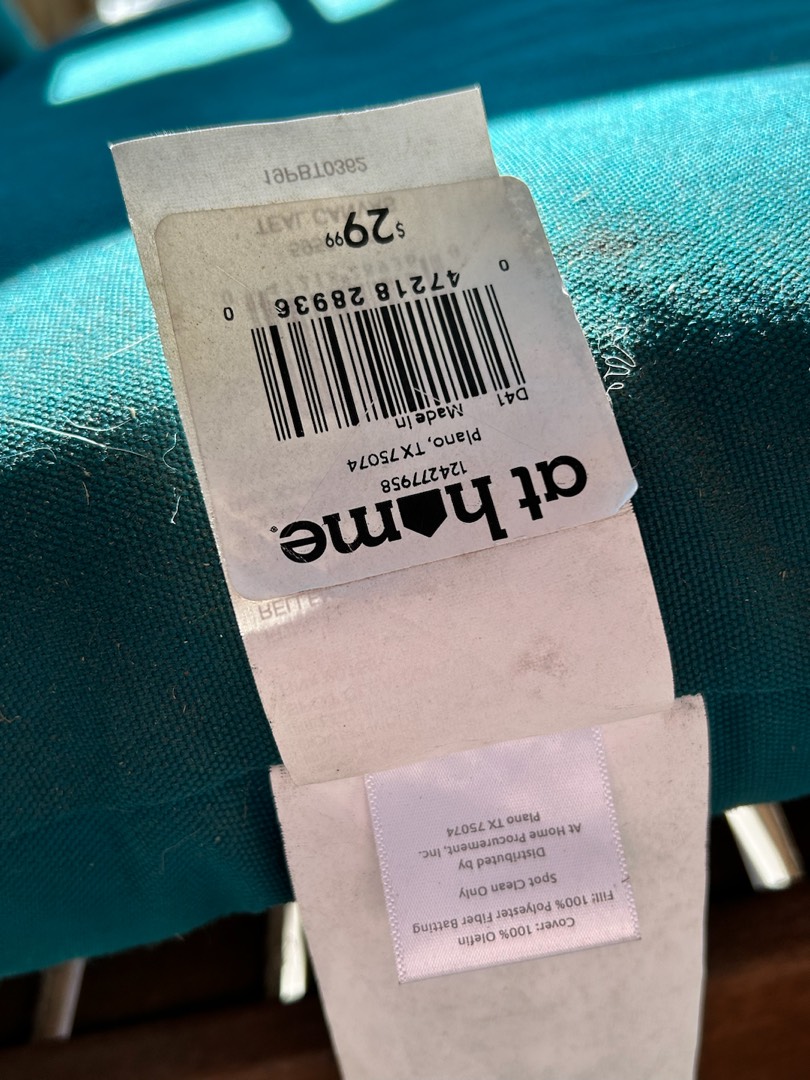 Cover: 100% Olefin
Fill: 100% Polyester Fiber Batting
Spot Clean Only
Distributed by
At Home Procurement, Inc.
Plano TX 75074
at home®
124277958
Plano, TX 75074
Made In
D41
0 47218 28936 0
$29.99
TEAL
19PBT0362